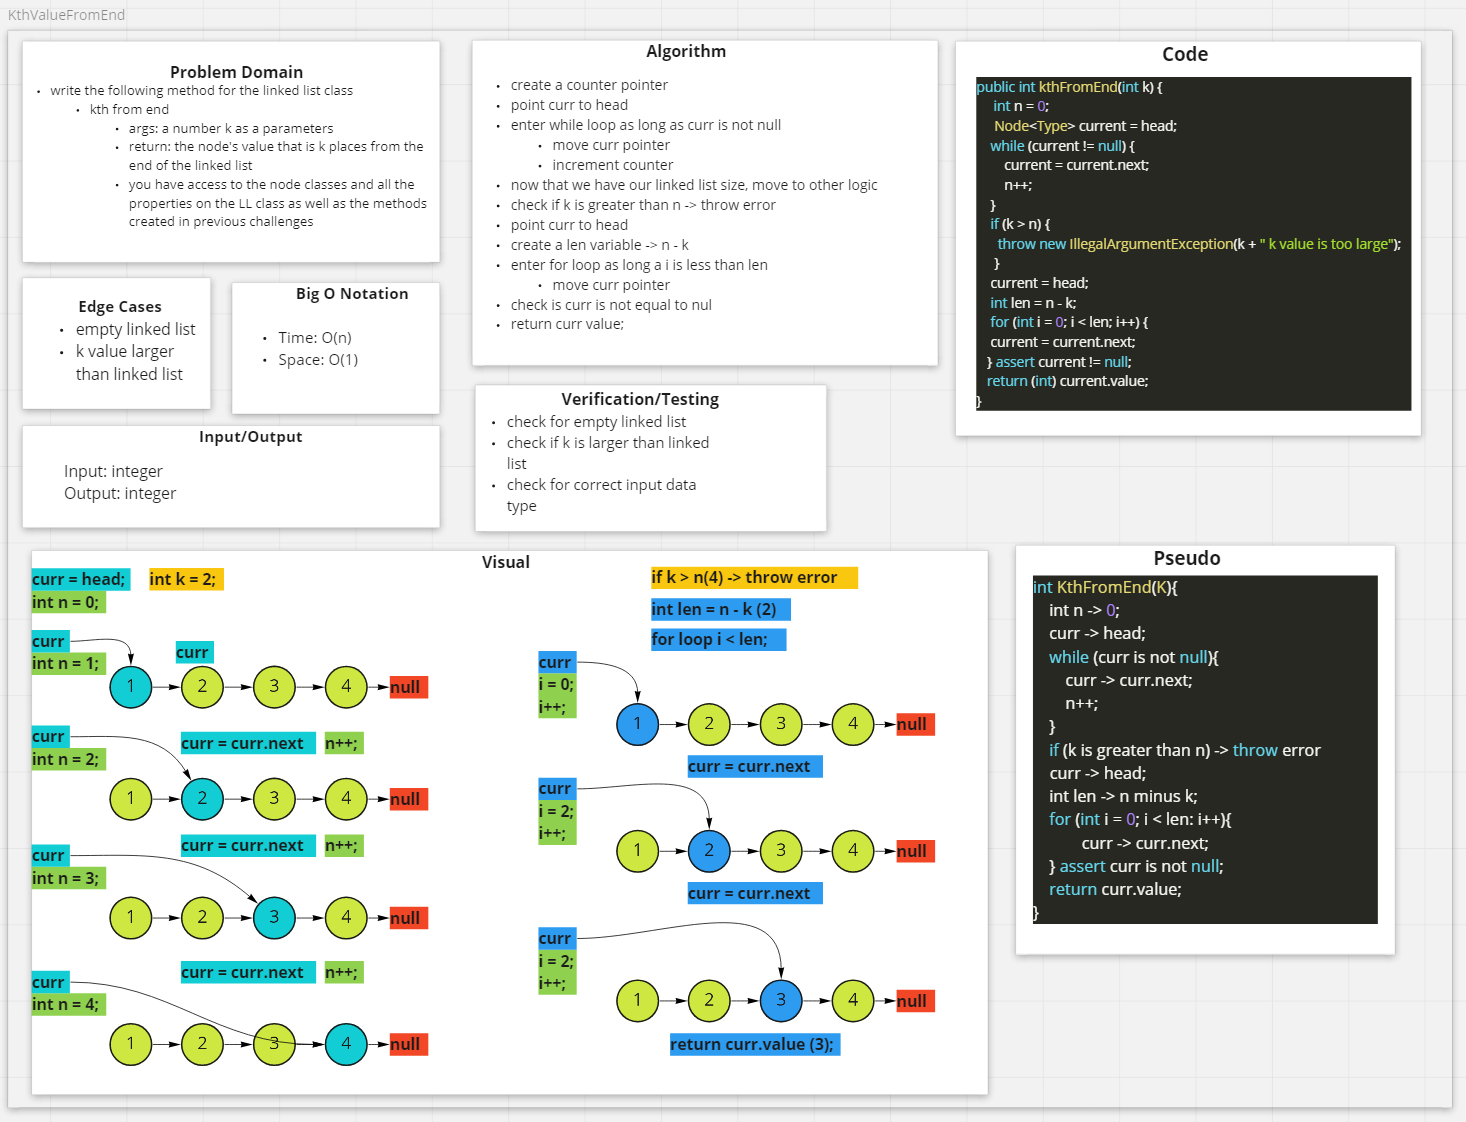 KthValueFromEnd
Problem Domain
• write the following method for the linked list class
• kth from end
• args: a number k as a parameters
• return: the node's value that is k places from the
end of the linked list
• you have access to the node classes and all the
properties on the LL class as well as the methods
created in previous challenges
Edge Cases
• empty linked list
• k value larger
than linked list
Big O Notation
• Time: O(n)
• Space: O(1)
Input/Output
Input: integer
Output: integer
Algorithm
• create a counter pointer
• point curr to head
• enter while loop as long as curr is not null
• move curr pointer
• increment counter
• now that we have our linked list size, move to other logic
• check if k is greater than n -> throw error
• point curr to head
• create a len variable -> n - k
• enter for loop as long a i is less than len
• move curr pointer
• check is curr is not equal to nul
• return curr value;
Verification/Testing
• check for empty linked list
• check if k is larger than linked
list
• check for correct input data
type
Code
public int kthFromEnd(int k) {
int n = 0;
Node<Type> current = head;
while (current != null) {
current = current.next;
n++;
}
if (k > n) {
throw new IllegalArgumentException(k + " k value is too large");
}
current = head;
int len = n - k;
for (int i = 0; i < len; i++) {
current = current.next;
} assert current != null;
return (int) current.value;
}
Visual
curr = head;
int k = 2;
int n = 0;
curr
int n = 1;
curr
1
2
3
4
null
curr
int n = 2;
curr = curr.next
n++;
1
2
3
4
null
curr
int n = 3;
curr = curr.next
n++;
1
2
3
4
null
curr
int n = 4;
curr = curr.next
n++;
1
2
3
4
null
if k > n(4) -> throw error
int len = n - k (2)
for loop i < len;
curr
i = 0;
i++;
1
2
3
4
null
curr = curr.next
curr
i = 2;
i++;
1
2
3
4
null
curr = curr.next
curr
i = 2;
i++;
1
2
3
4
null
return curr.value (3);
Pseudo
int KthFromEnd(K){
int n -> 0;
curr -> head;
while (curr is not null){
curr -> curr.next;
n++;
}
if (k is greater than n) -> throw error
curr -> head;
int len -> n minus k;
for (int i = 0; i < len: i++){
curr -> curr.next;
} assert curr is not null;
return curr.value;
}